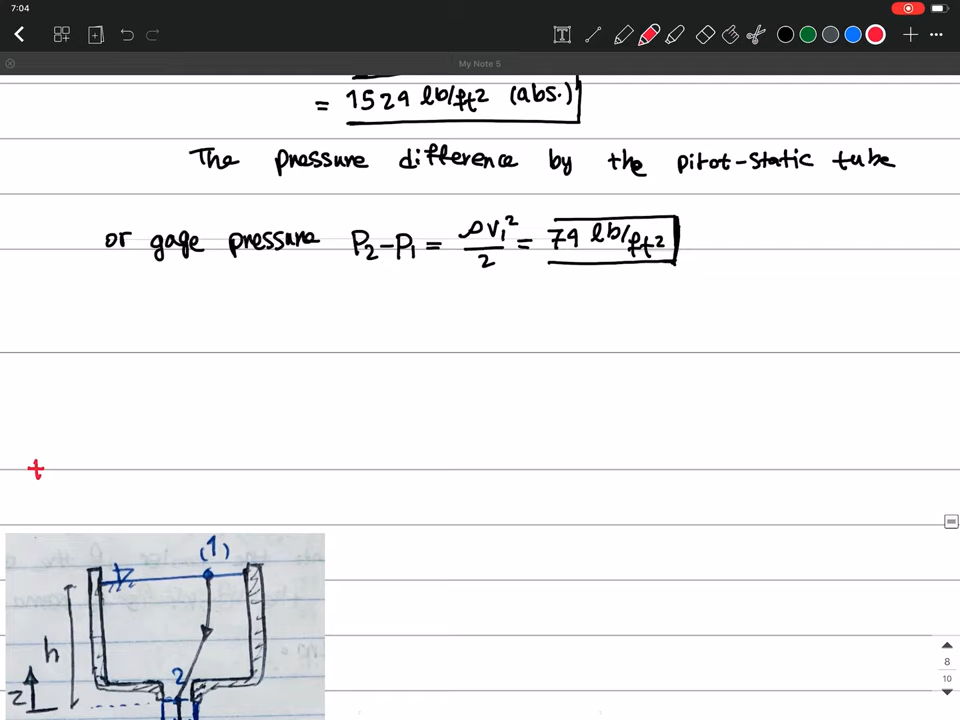 7:04
My Note 5
= 1529 lb/ft² (abs.)
The pressure difference by the pitot-static tube
or gage pressure P₂-P₁ = ρV₁²/2 = 79 lb/ft²
+
(1)
h
2
Z
8
10